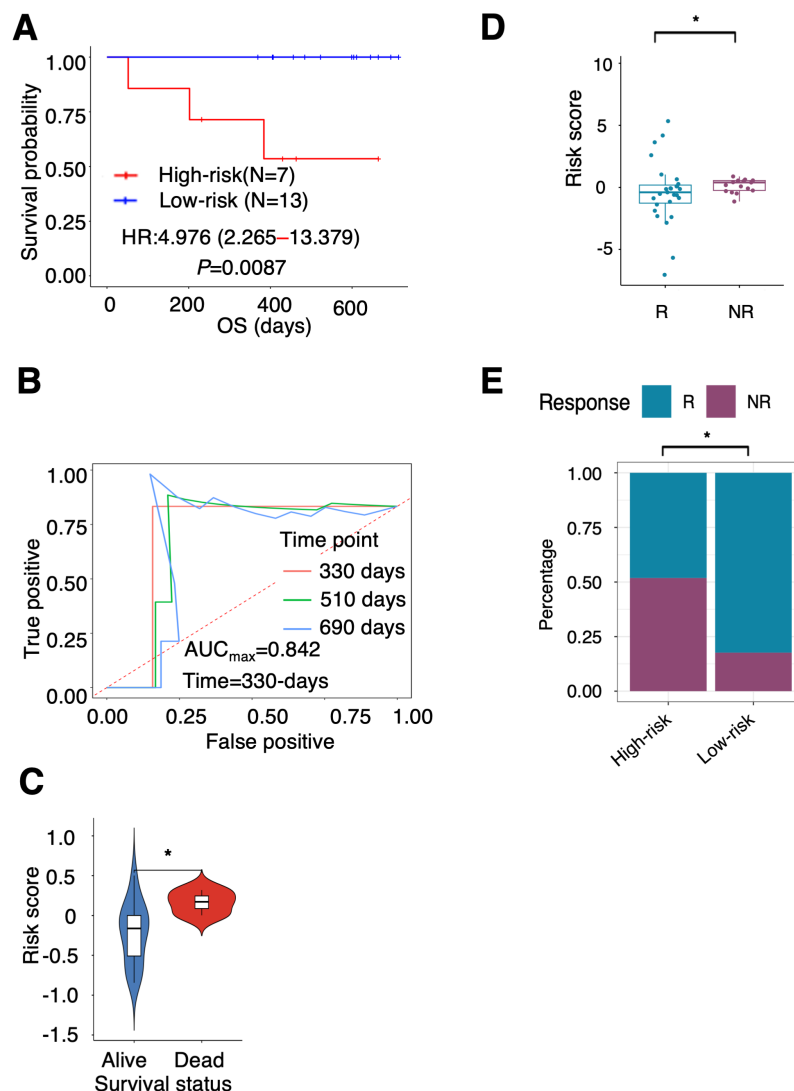 A
Survival probability
1.00
0.75
0.50
0.25
0.00
High-risk(N=7)
Low-risk (N=13)
HR:4.976 (2.265–13.379)
P=0.0087
0 200 400 600
OS (days)
D
*
Risk score
10
5
0
-5
R NR
B
True positive
1.00
0.75
0.50
0.25
0.00
Time point
330 days
510 days
690 days
AUCmax=0.842
Time=330-days
0.00 0.25 0.50 0.75 1.00
False positive
E
Response R NR
*
Percentage
1.00
0.75
0.50
0.25
0.00
High-risk Low-risk
C
Risk score
1.0
0.5
0
-0.5
-1.0
-1.5
*
Alive Dead
Survival status